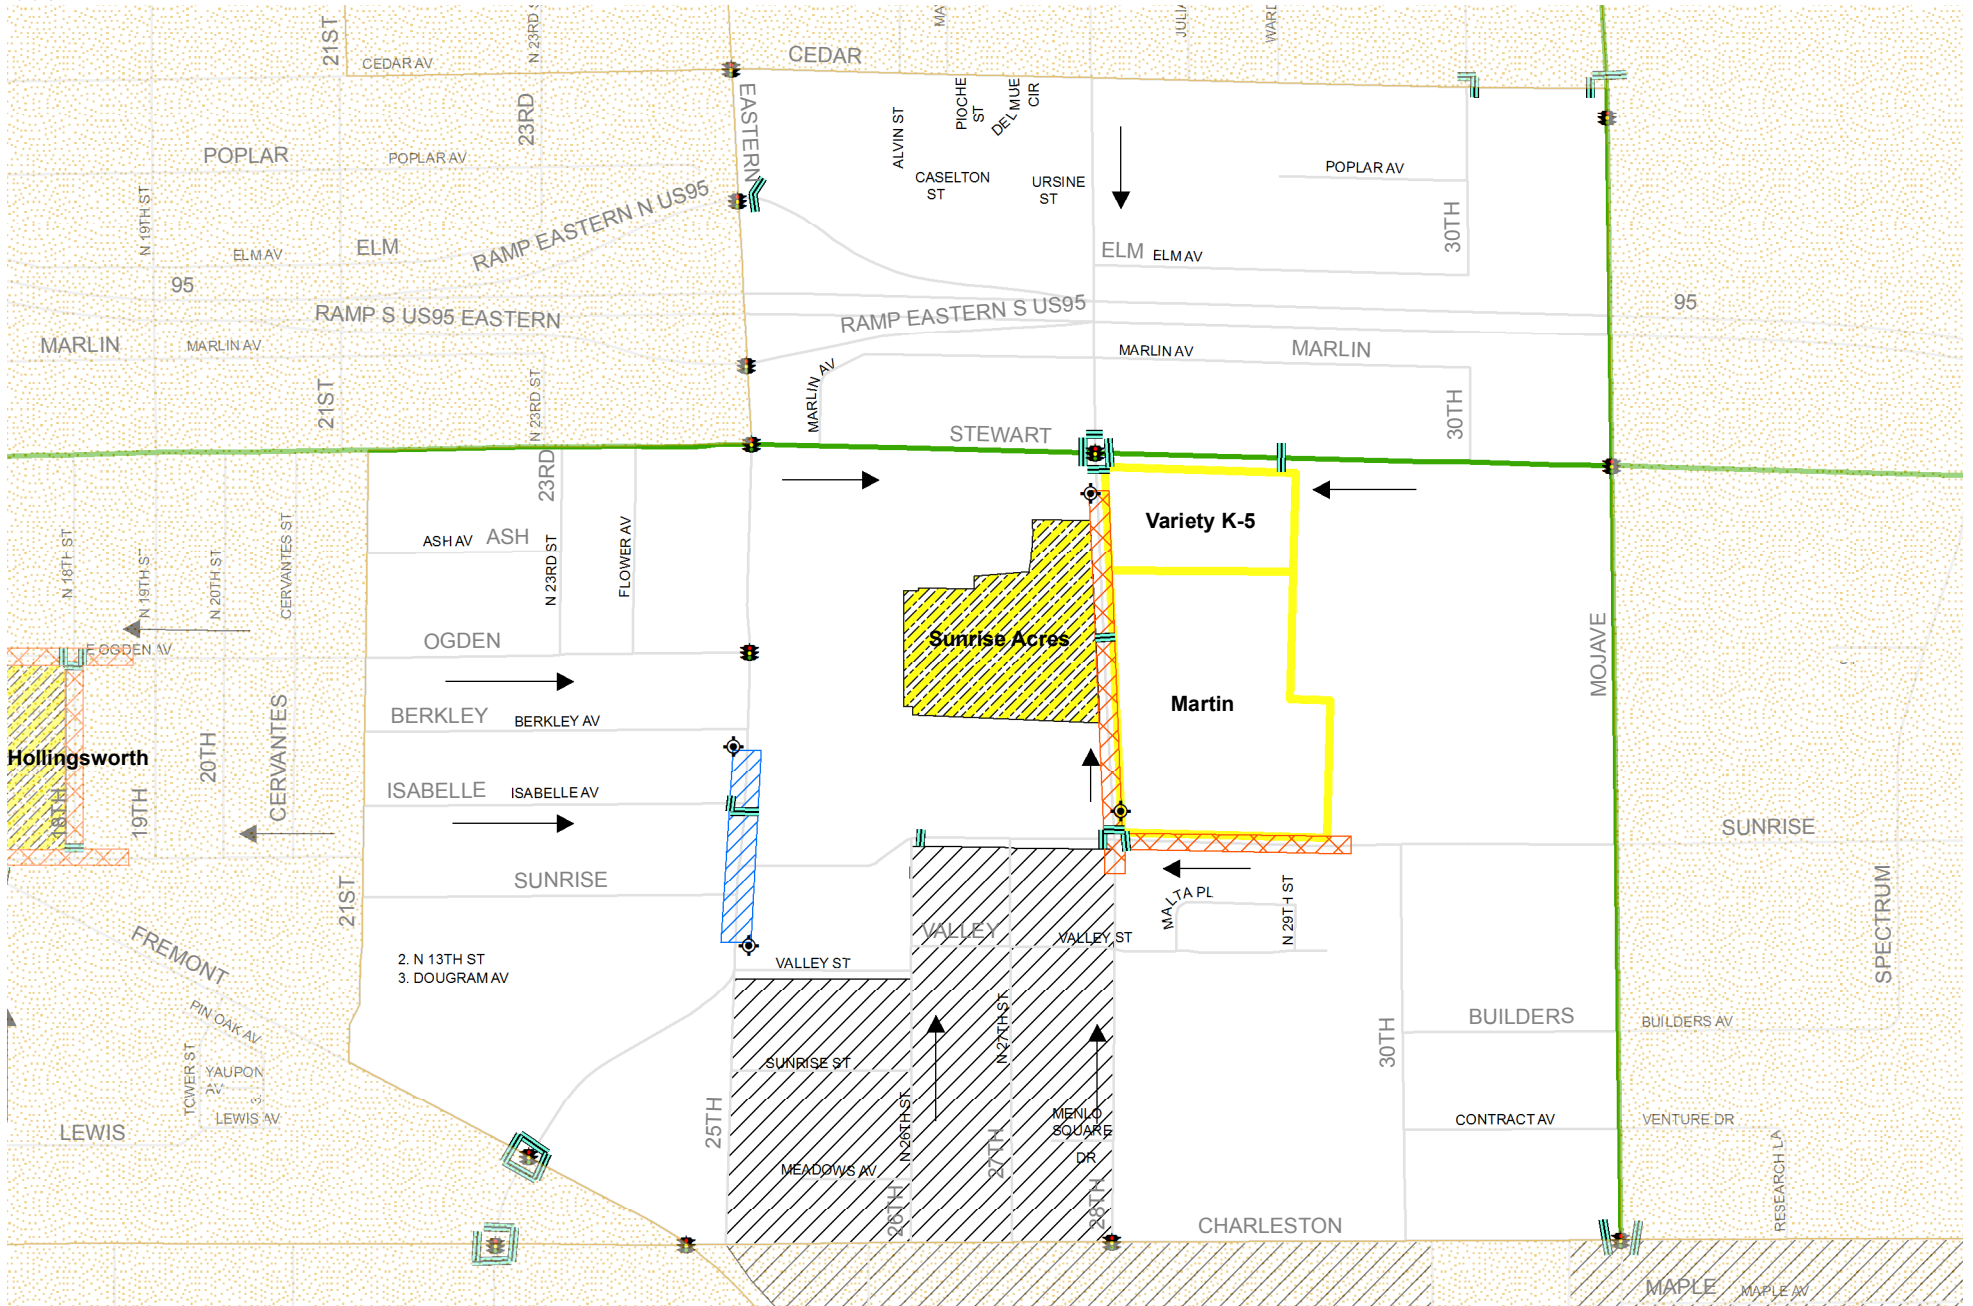 21ST
N 23RD S
MA
JULIA
WARD
CEDAR
CEDAR AV
EASTERN
23RD
ALVIN ST
PIOCHE
ST
DEL MUE
CIR
POPLAR
POPLAR AV
POPLAR AV
CASELTON
ST
URSINE
ST
N 19TH ST
RAMP EASTERN N US95
30TH
ELM AV
ELM
ELM
ELM AV
95
RAMP S US95 EASTERN
RAMP EASTERN S US95
95
MARLIN
MARLIN AV
MARLIN AV
MARLIN
21ST
N 23RD ST
MARLIN AV
30TH
STEWART
23RD
Variety K-5
N 18TH ST
N 19TH ST
N 20TH ST
CERVANTES ST
ASH AV
ASH
N 23RD ST
FLOWER AV
E OGDEN AV
OGDEN
Sunrise Acres
MOJAVE
Martin
BERKLEY
BERKLEY AV
Hollingsworth
20TH
CERVANTES
18TH
19TH
ISABELLE
ISABELLE AV
SUNRISE
SUNRISE
21ST
MALTA PL
N 29TH ST
SPECTRUM
FREMONT
VALLEY
VALLEY ST
VALLEY ST
2. N 13TH ST
3. DOUGRAM AV
PIN OAK AV
N 27TH ST
30TH
BUILDERS
BUILDERS AV
TOWER ST
YAUPON
AV
3.
SUNRISE ST
LEWIS
LEWIS AV
25TH
N 26TH ST
27TH
MENLO
SQUARE
DR
CONTRACT AV
VENTURE DR
RESEARCH LA
MEADOWS AV
26TH
28TH
CHARLESTON
MAPLE
MAPLE AV